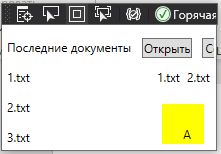 Горячая
Последние документы Открыть
1.txt 1.txt 2.txt
2.txt
A
3.txt